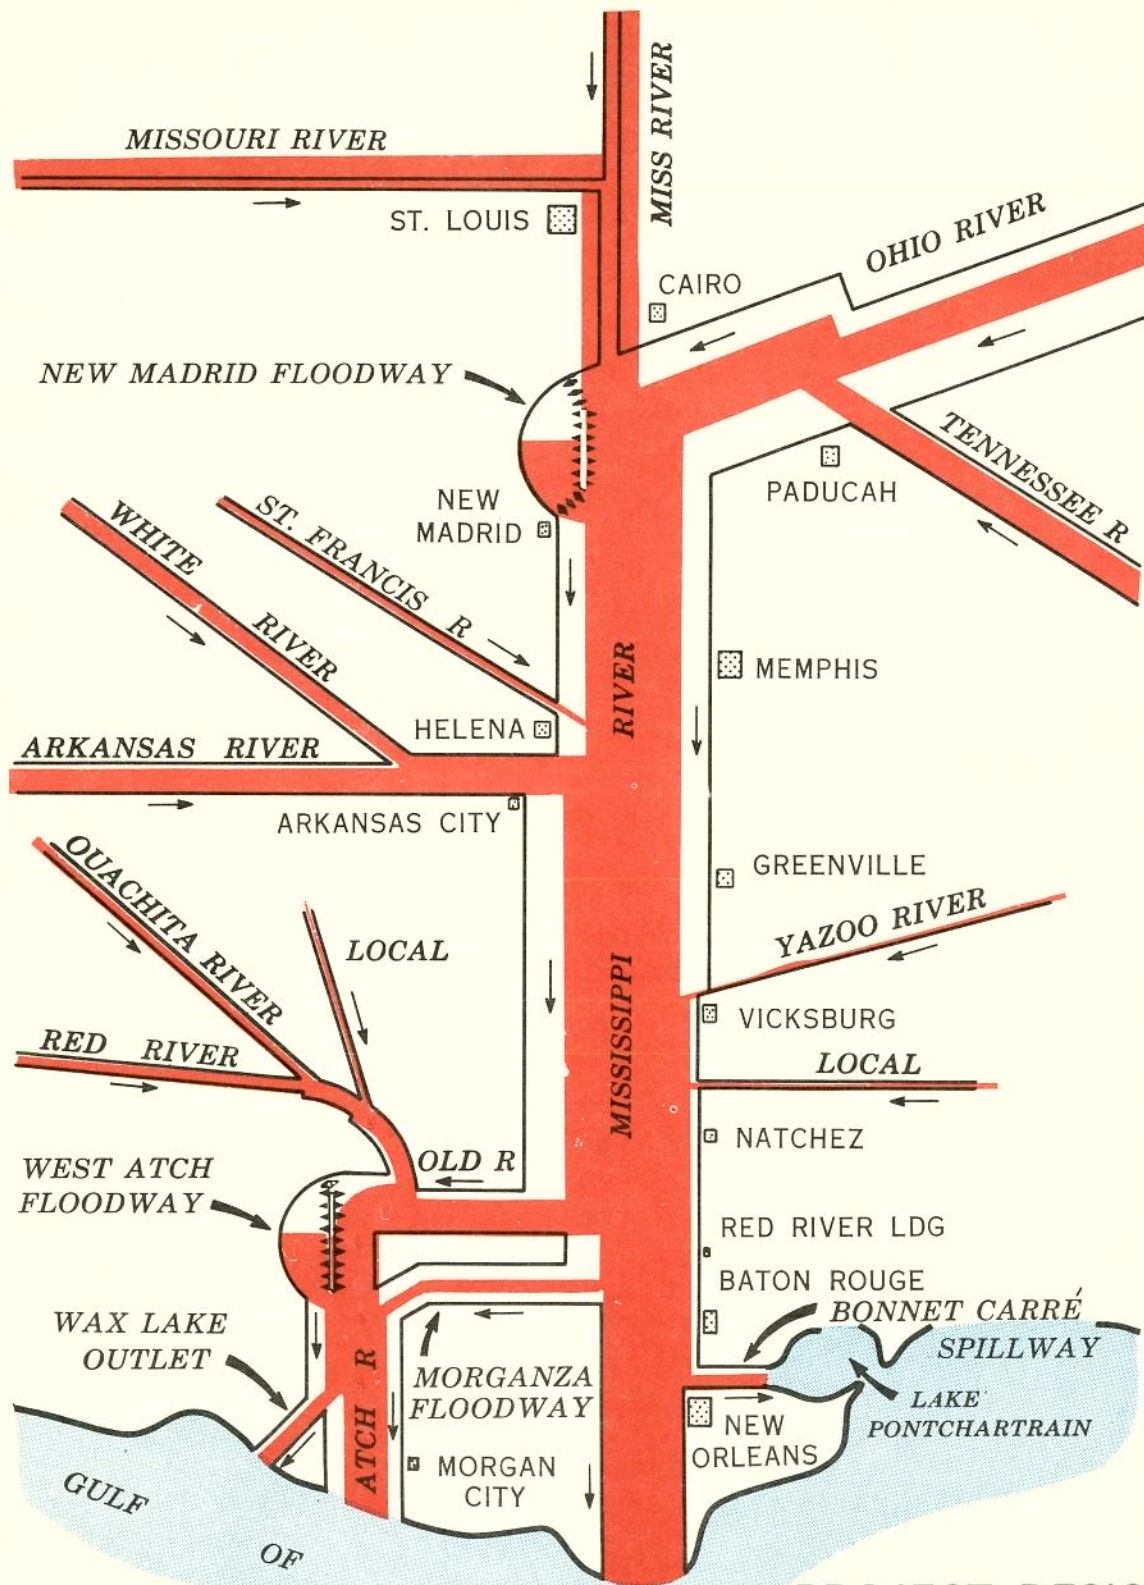 MISS RIVER
MISSOURI RIVER
ST. LOUIS
OHIO RIVER
CAIRO
NEW MADRID FLOODWAY
TENNESSEE R
PADUCAH
NEW
MADRID
ST. FRANCIS R
WHITE RIVER
RIVER
MEMPHIS
HELENA
ARKANSAS RIVER
ARKANSAS CITY
GREENVILLE
OUACHITA RIVER
YAZOO RIVER
LOCAL
MISSISSIPPI
VICKSBURG
RED RIVER
LOCAL
NATCHEZ
OLD R
WEST ATCH
FLOODWAY
RED RIVER LDG
BATON ROUGE
BONNET CARRÉ
SPILLWAY
WAX LAKE
OUTLET
ATCH R
MORGANZA
FLOODWAY
LAKE
PONTCHARTRAIN
NEW
ORLEANS
MORGAN
CITY
GULF
OF